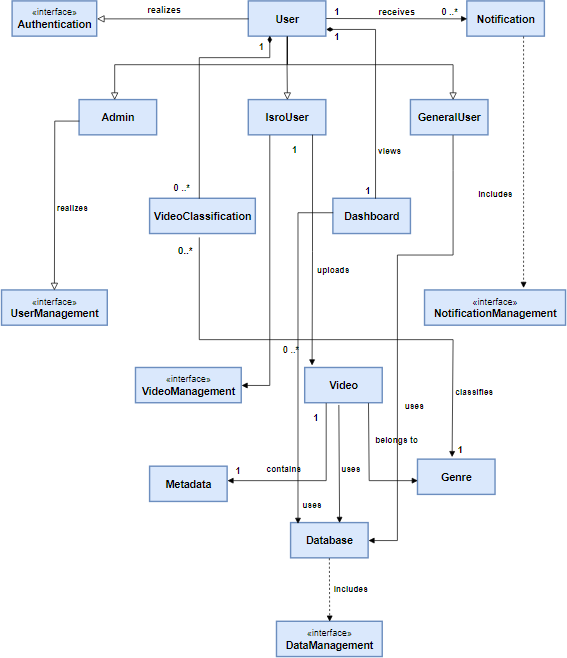 «interface»
Authentication
realizes
User
1
receives
0 ..*
Notification
1
1
Admin
IsroUser
GeneralUser
1
views
realizes
0 ..*
1
Includes
VideoClassification
Dashboard
0..*
uploads
«interface»
UserManagement
«interface»
NotificationManagement
0 ..*
«interface»
VideoManagement
Video
classifies
uses
1
belongs to
1
1
contains
uses
Metadata
Genre
uses
Database
Includes
«interface»
DataManagement